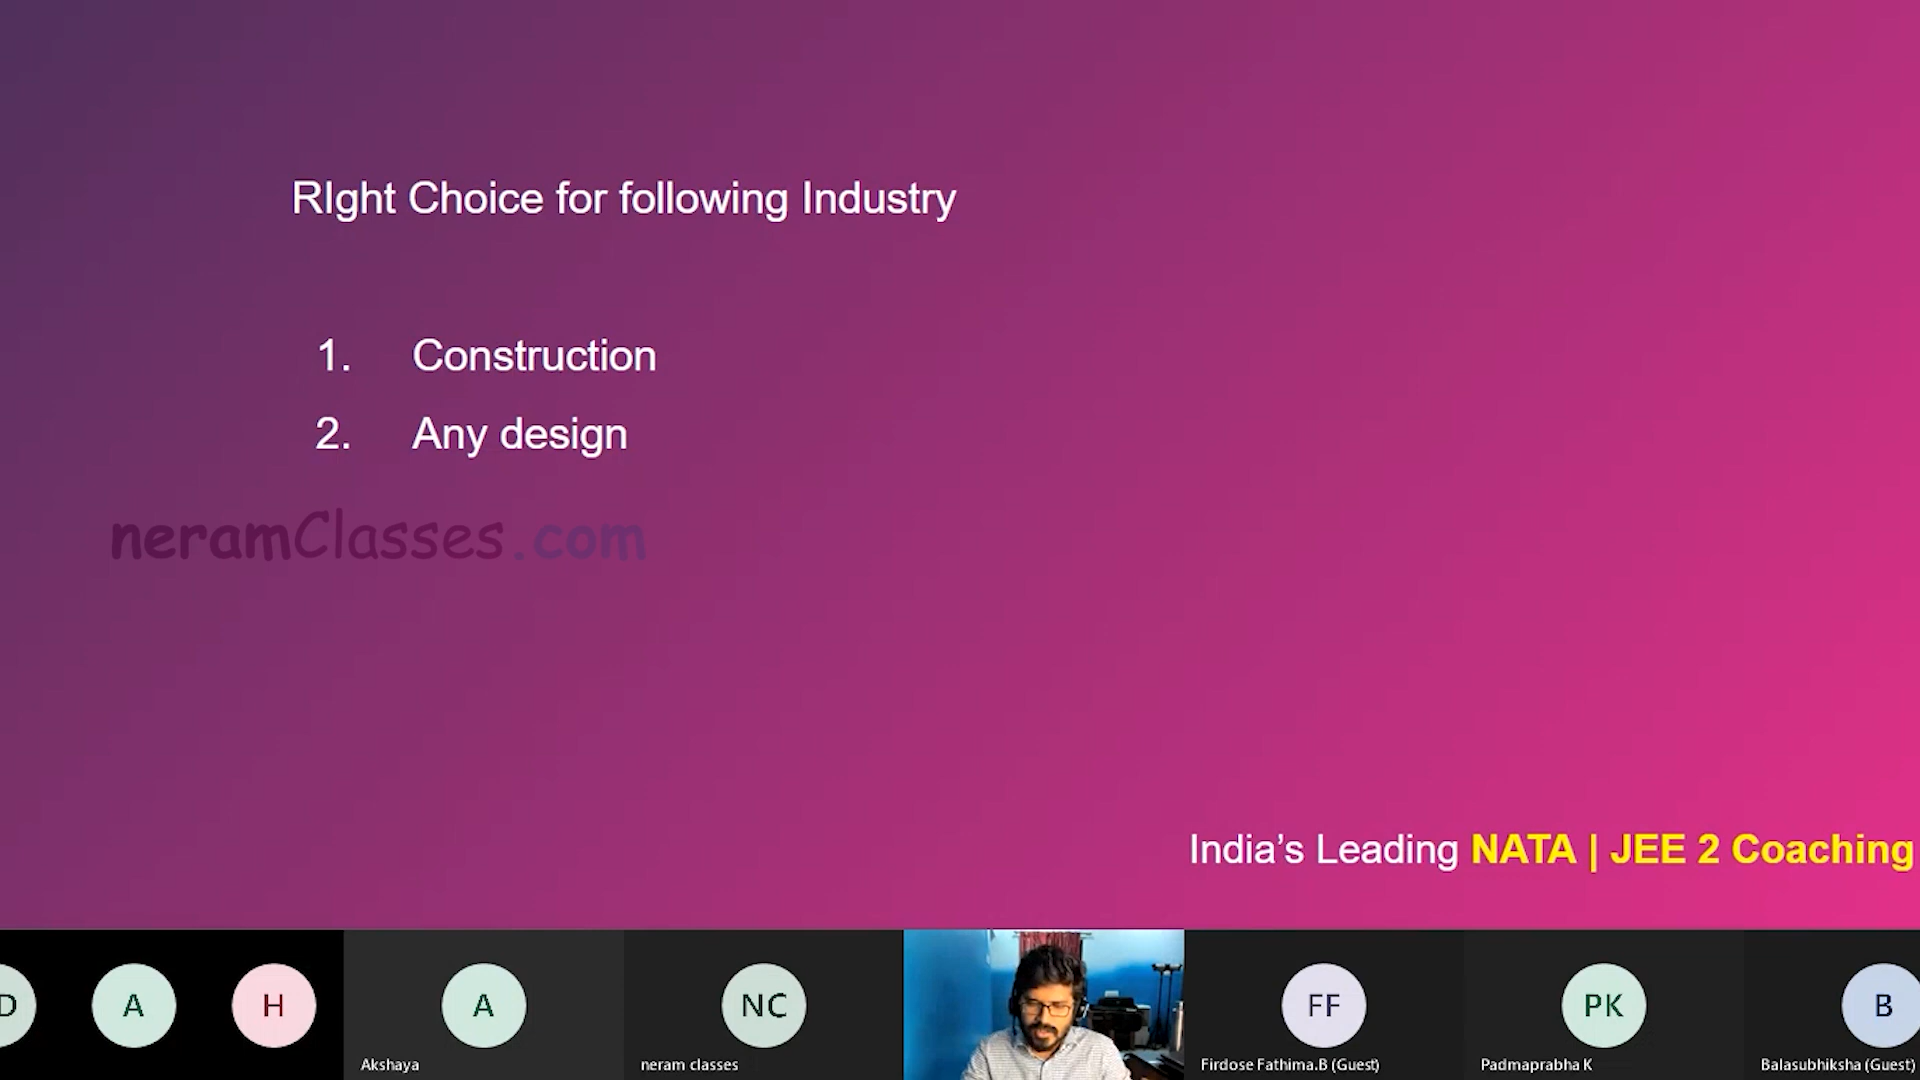 RIght Choice for following Industry
1. Construction
2. Any design
neramClasses.com
India’s Leading NATA | JEE 2 Coaching
D
A
H
A
NC
FF
PK
B
Akshaya
neram classes
Firdose Fathima.B (Guest)
Padmaprabha K
Balasubhiksha (Guest)